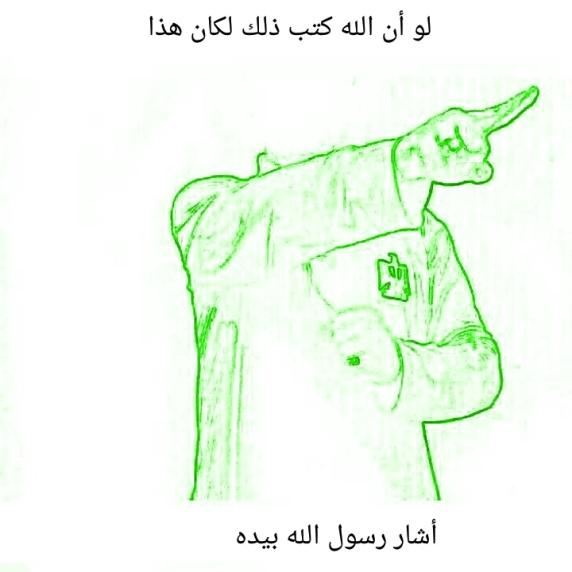 لو أن الله كتب ذلك لكان هذا
أشار رسول الله بيده